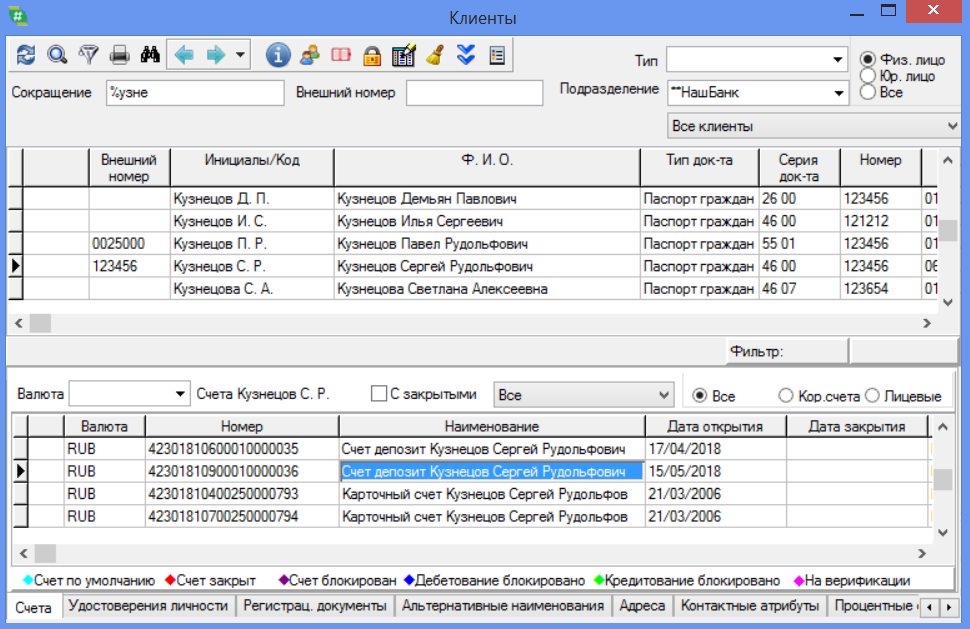 Клиенты
Тип
Физ. лицо
Юр. лицо
Все
Сокращение %узне Внешний номер Подразделение **НашБанк
Все клиенты
Внешний номер Инициалы/Код Ф. И. О. Тип док-та Серия док-та Номер
Кузнецов Д. П. Кузнецов Демьян Павлович Паспорт граждан 26 00 123456 01
Кузнецов И. С. Кузнецов Илья Сергеевич Паспорт граждан 46 00 121212 01
0025000 Кузнецов П. Р. Кузнецов Павел Рудольфович Паспорт граждан 55 01 123456 01
123456 Кузнецов С. Р. Кузнецов Сергей Рудольфович Паспорт граждан 46 00 123456 06
Кузнецова С. А. Кузнецова Светлана Алексеевна Паспорт граждан 46 07 123654 01
Фильтр:
Валюта Счета Кузнецов С. Р. С закрытыми Все Все Кор.счета Лицевые
Валюта Номер Наименование Дата открытия Дата закрытия
RUB 42301810600010000035 Счет депозит Кузнецов Сергей Рудольфович 17/04/2018
RUB 42301810900010000036 Счет депозит Кузнецов Сергей Рудольфович 15/05/2018
RUB 42301810400250000793 Карточный счет Кузнецов Сергей Рудольфов 21/03/2006
RUB 42301810700250000794 Карточный счет Кузнецов Сергей Рудольфов 21/03/2006
Счет по умолчанию Счет закрыт Счет блокирован Дебетование блокировано Кредитование блокировано На верификации
Счета Удостоверения личности Регистрац. документы Альтернативные наименования Адреса Контактные атрибуты Процентные